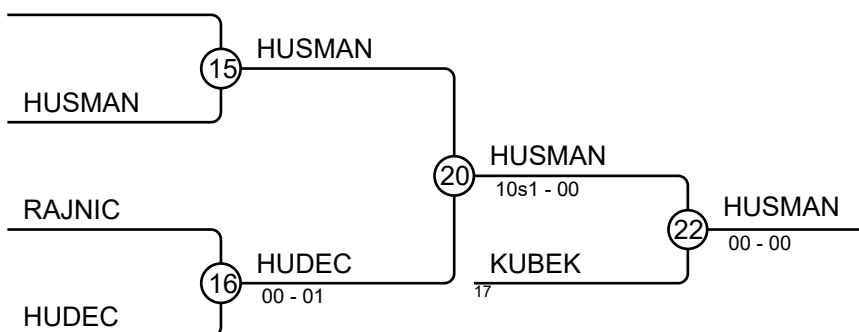 15
HUSMAN
HUSMAN
20
HUSMAN
10s1 - 00
22
HUSMAN
00 - 00
RAJNIC
16
HUDEC
00 - 01
KUBEK
17
HUDEC